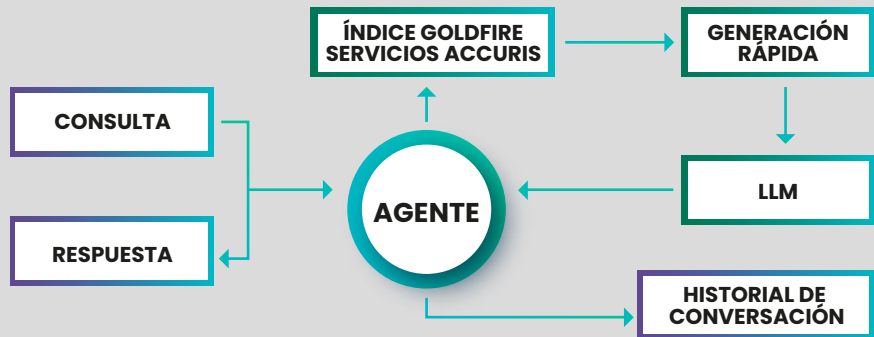 ÍNDICE GOLDFIRE
SERVICIOS ACCURIS
GENERACIÓN
RÁPIDA
CONSULTA
AGENTE
LLM
RESPUESTA
HISTORIAL DE
CONVERSACIÓN